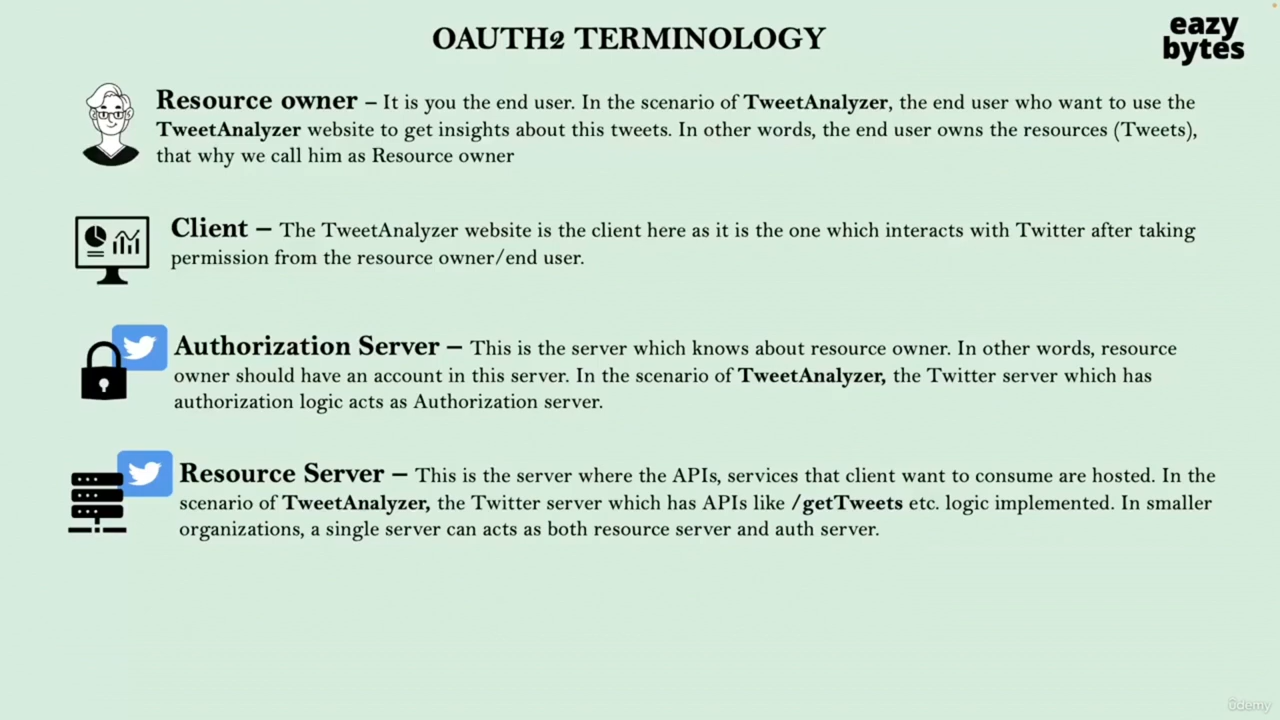 OAUTH2 TERMINOLOGY
eazy
bytes
Resource owner – It is you the end user. In the scenario of TweetAnalyzer, the end user who want to use the
TweetAnalyzer website to get insights about this tweets. In other words, the end user owns the resources (Tweets),
that why we call him as Resource owner
Client – The TweetAnalyzer website is the client here as it is the one which interacts with Twitter after taking
permission from the resource owner/end user.
Authorization Server – This is the server which knows about resource owner. In other words, resource
owner should have an account in this server. In the scenario of TweetAnalyzer, the Twitter server which has
authorization logic acts as Authorization server.
Resource Server – This is the server where the APIs, services that client want to consume are hosted. In the
scenario of TweetAnalyzer, the Twitter server which has APIs like /getTweets etc. logic implemented. In smaller
organizations, a single server can acts as both resource server and auth server.
ûdemy